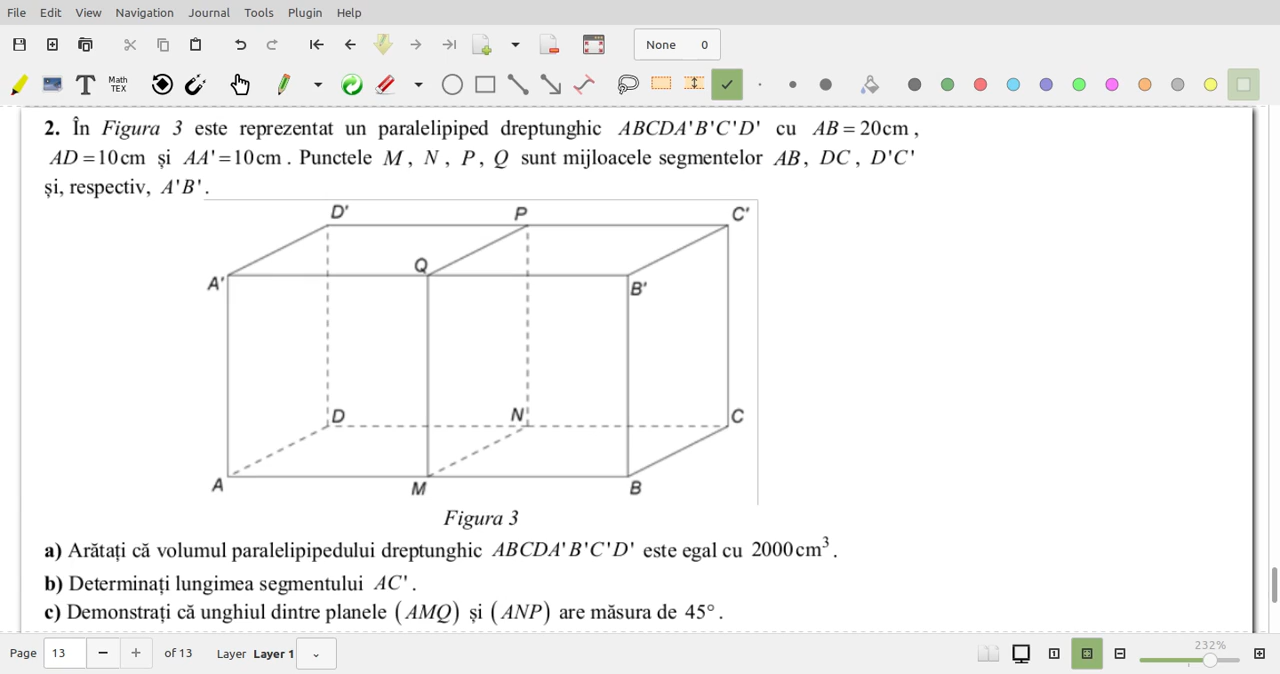 File Edit View Navigation Journal Tools Plugin Help
None 0
T Math TEX
2. În Figura 3 este reprezentat un paralelipiped dreptunghic ABCDA'B'C'D' cu AB = 20cm,
AD = 10cm și AA' = 10cm. Punctele M, N, P, Q sunt mijloacele segmentelor AB, DC, D'C'
și, respectiv, A'B'.
D' P C'
Q
A' B'
D N C
A M B
Figura 3
a) Arătați că volumul paralelipipedului dreptunghic ABCDA'B'C'D' este egal cu 2000cm³.
b) Determinați lungimea segmentului AC'.
c) Demonstrați că unghiul dintre planele (AMQ) și (ANP) are măsura de 45°.
232%
Page 13 − + of 13 Layer Layer 1